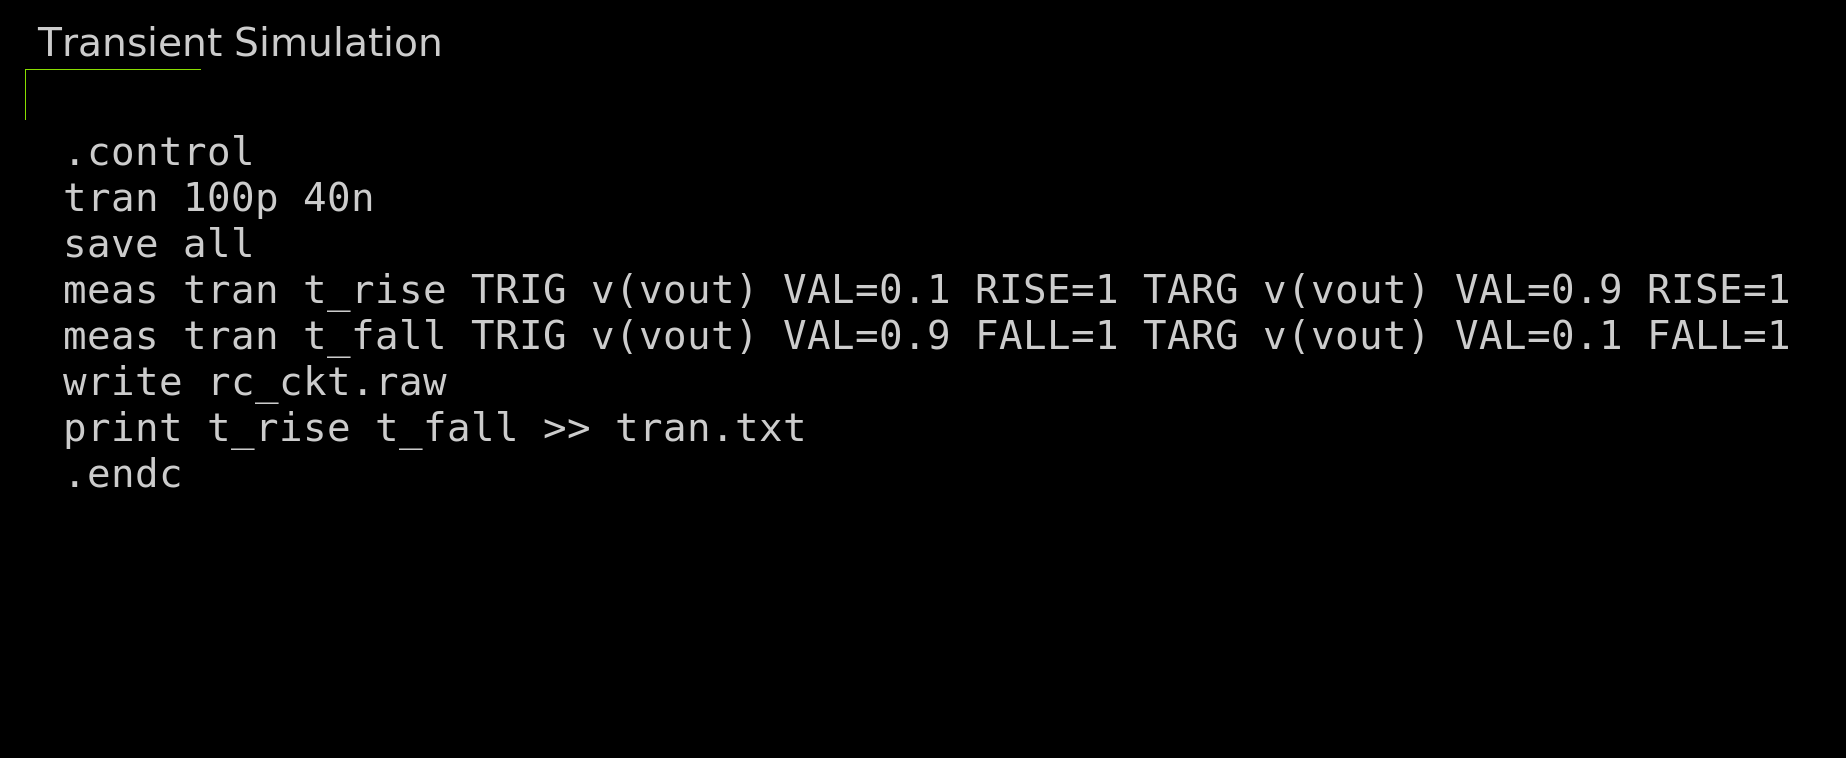 Transient Simulation
.control
tran 100p 40n
save all
meas tran t_rise TRIG v(vout) VAL=0.1 RISE=1 TARG v(vout) VAL=0.9 RISE=1
meas tran t_fall TRIG v(vout) VAL=0.9 FALL=1 TARG v(vout) VAL=0.1 FALL=1
write rc_ckt.raw
print t_rise t_fall >> tran.txt
.endc